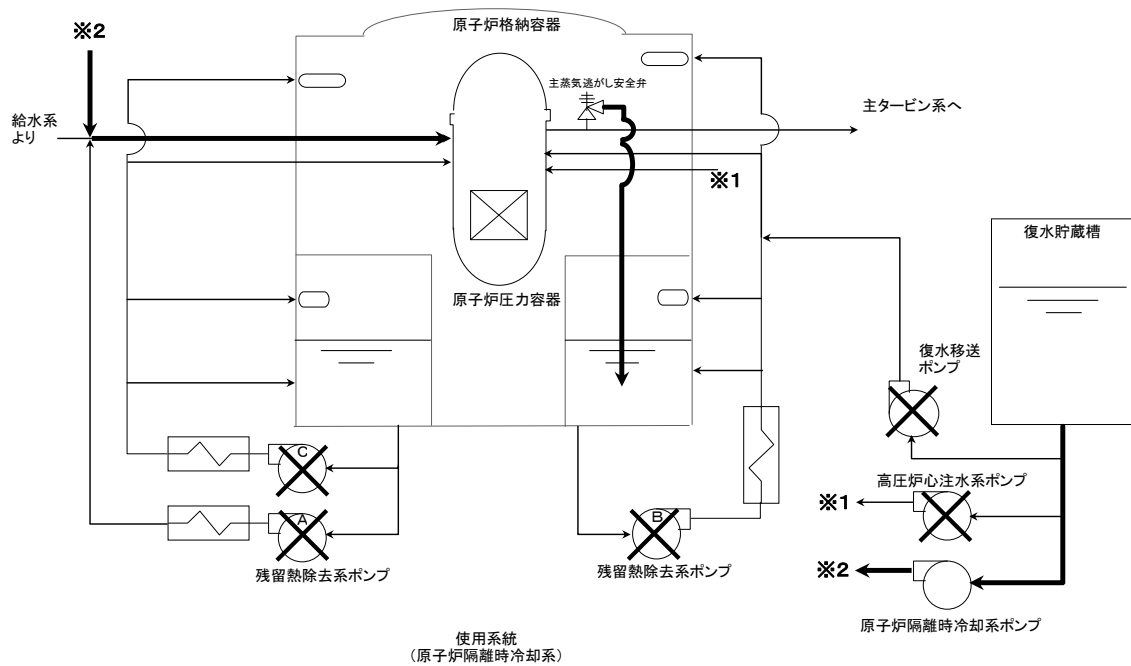 ※2
原子炉格納容器
主蒸気逃がし安全弁
給水系
より
主タービン系へ
※1
復水貯蔵槽
原子炉圧力容器
復水移送
ポンプ
C
高圧炉心注水系ポンプ
※1
A
B
残留熱除去系ポンプ
残留熱除去系ポンプ
※2
原子炉隔離時冷却系ポンプ
使用系統
(原子炉隔離時冷却系)